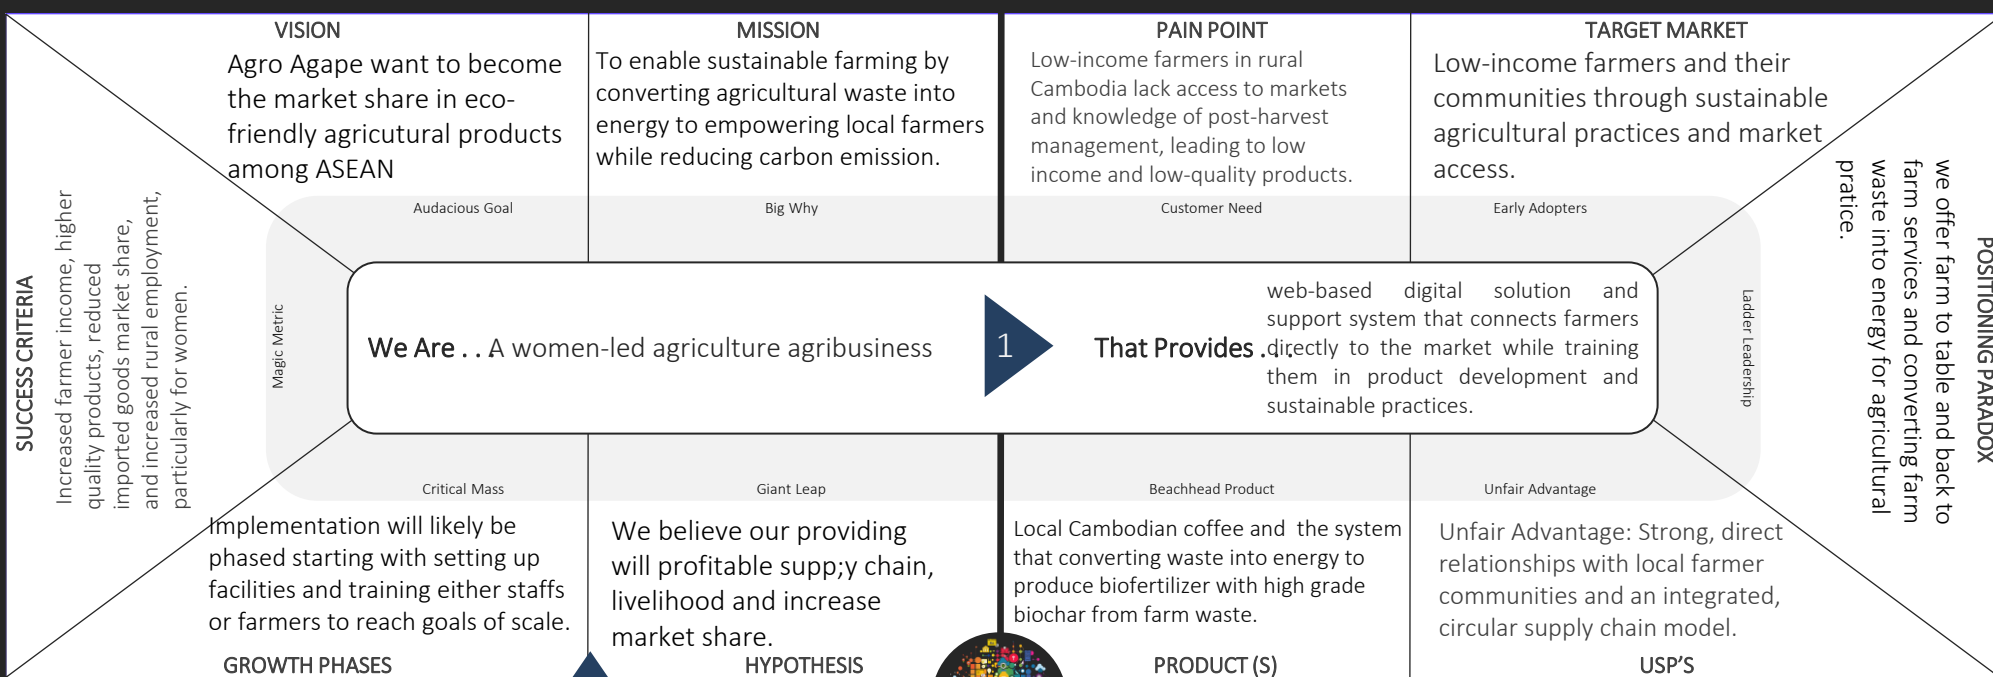 VISION
Agro Agape want to become
the market share in eco-
friendly agricutural products
among ASEAN
Audacious Goal
MISSION
To enable sustainable farming by
converting agricultural waste into
energy to empowering local farmers
while reducing carbon emission.
Big Why
PAIN POINT
Low-income farmers in rural
Cambodia lack access to markets
and knowledge of post-harvest
management, leading to low
income and low-quality products.
Customer Need
TARGET MARKET
Low-income farmers and their
communities through sustainable
agricultural practices and market
access.
Early Adopters
SUCCESS CRITERIA
Increased farmer income, higher
quality products, reduced
imported goods market share,
and increased rural employment,
particularly for women.
Magic Metric
We Are . . A women-led agriculture agribusiness
1
That Provides . . .
web-based digital solution and
support system that connects farmers
directly to the market while training
them in product development and
sustainable practices.
Ladder Leadership
we offer farm to table and back to
farm services and converting farm
waste into energy for agricultural
pratice.
POSITIONING PARADOX
Critical Mass
Implementation will likely be
phased starting with setting up
facilities and training either staffs
or farmers to reach goals of scale.
GROWTH PHASES
Giant Leap
We believe our providing
will profitable supp;y chain,
livelihood and increase
market share.
HYPOTHESIS
Beachhead Product
Local Cambodian coffee and the system
that converting waste into energy to
produce biofertilizer with high grade
biochar from farm waste.
PRODUCT (S)
Unfair Advantage
Unfair Advantage: Strong, direct
relationships with local farmer
communities and an integrated,
circular supply chain model.
USP'S